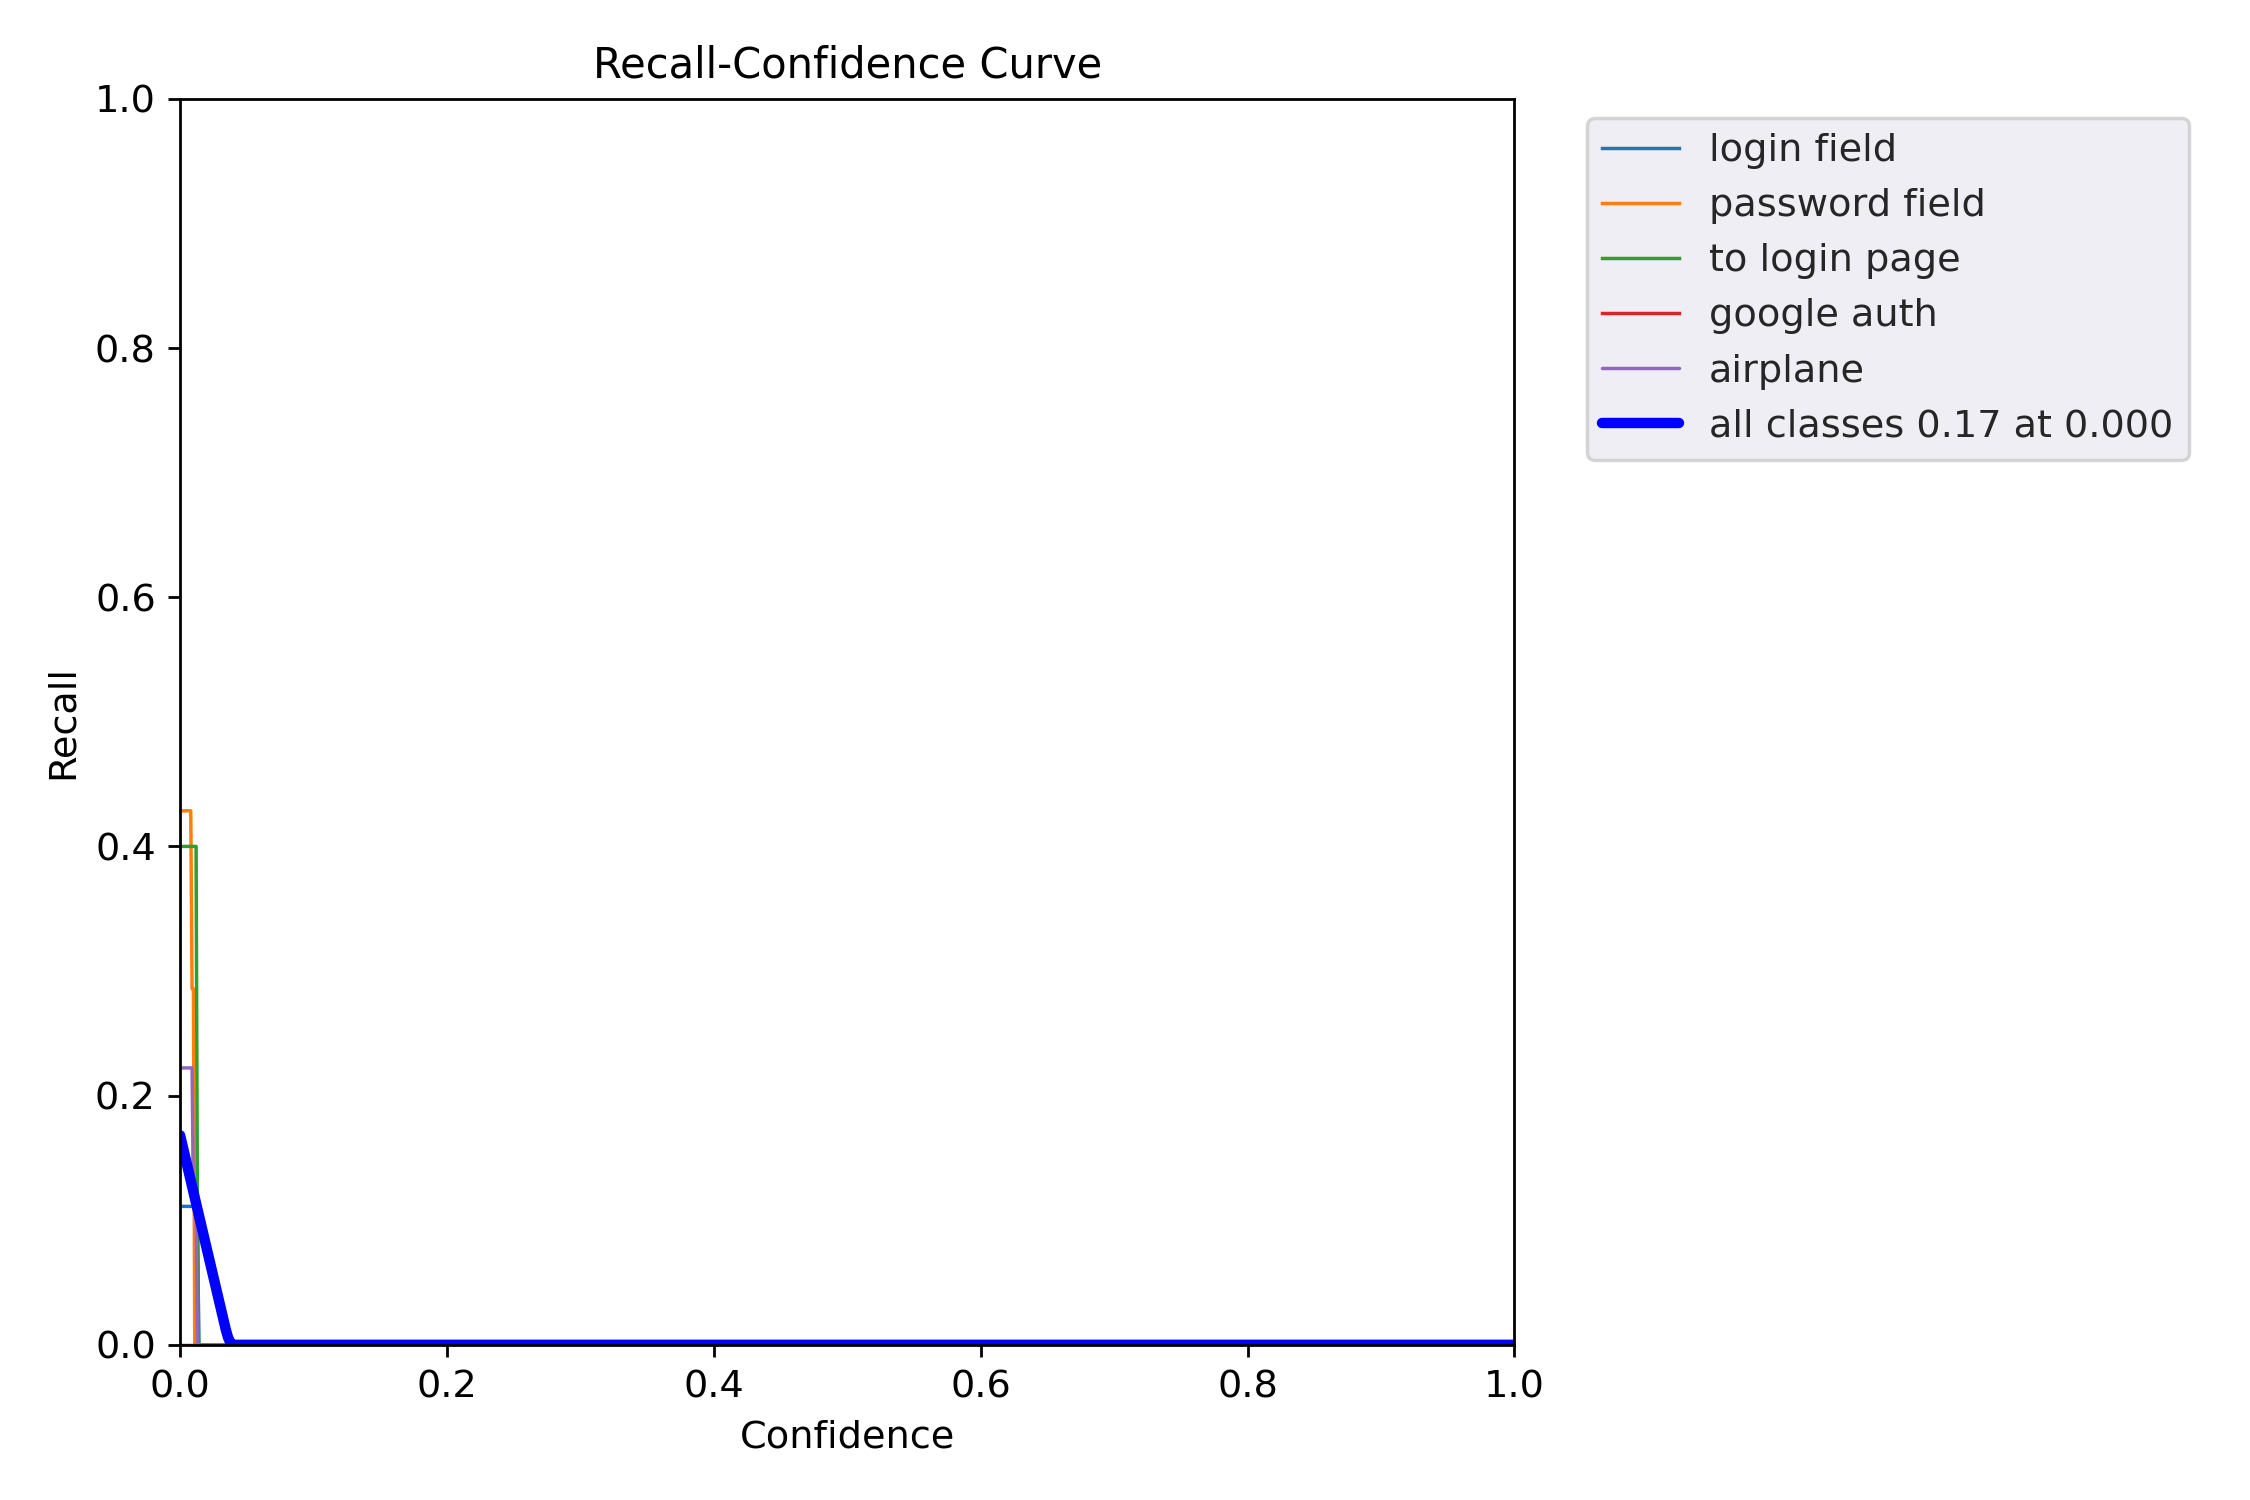 Recall-Confidence Curve
1.0
0.8
0.6
0.4
0.2
0.0
Recall
0.0 0.2 0.4 0.6 0.8 1.0
Confidence
login field
password field
to login page
google auth
airplane
all classes 0.17 at 0.000